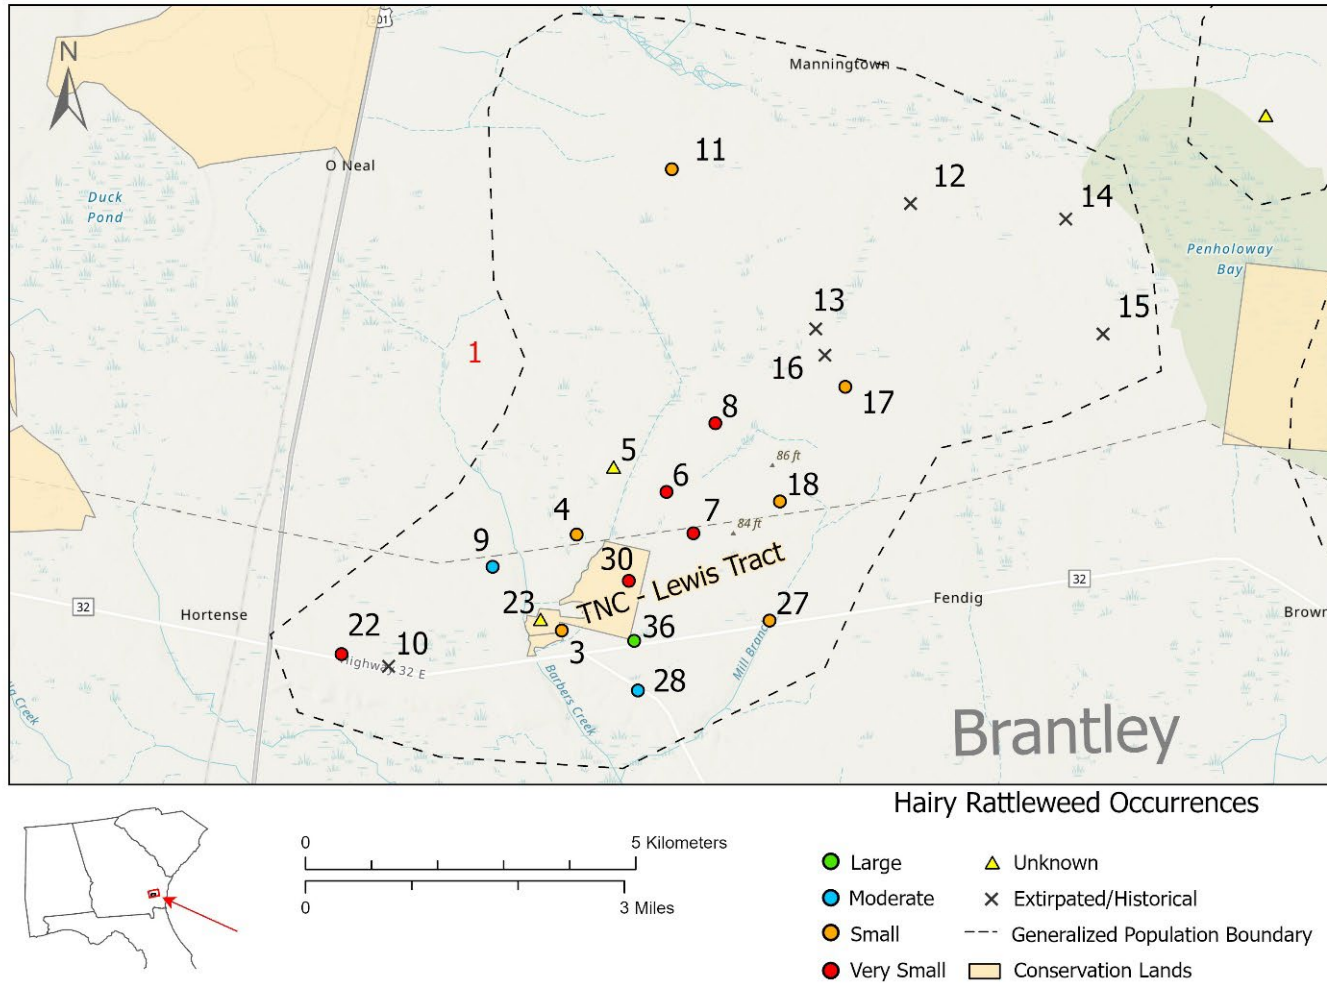 301
N
Manningtown
O Neal
11
12
14
Duck
Pond
Penholoway
Bay
13
15
1
16
17
8
5
86 ft
6
18
4
7
84 ft
9
30
TNC - Lewis Tract
32
32
Hortense
23
27
Fendig
Brown
22
10
36
3
Highway 32 E
Mill Branc
28
Barbers Creek
Creek
Brantley
Hairy Rattleweed Occurrences
0
5 Kilometers
0
3 Miles
Large
Unknown
Moderate
Extirpated/Historical
Small
Generalized Population Boundary
Very Small
Conservation Lands